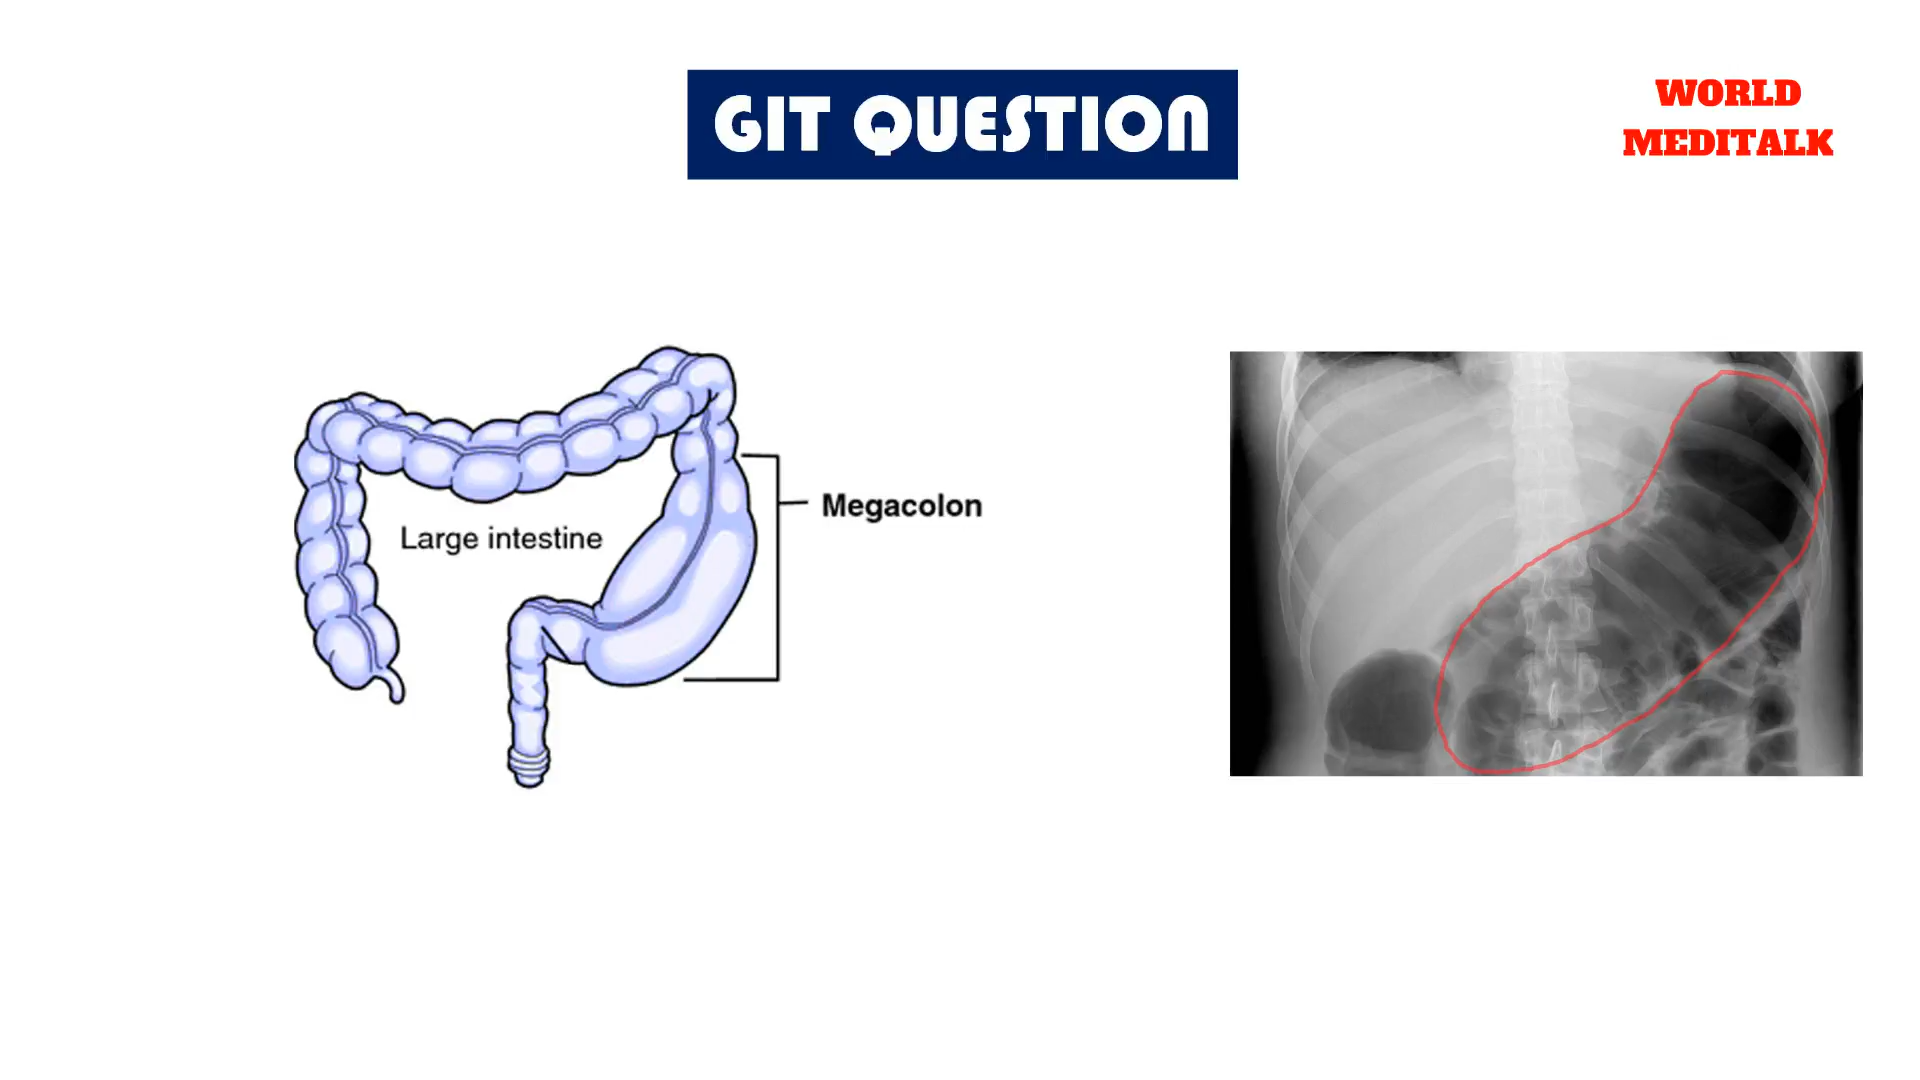 GIT QUESTION
WORLD
MEDITALK
Megacolon
Large intestine